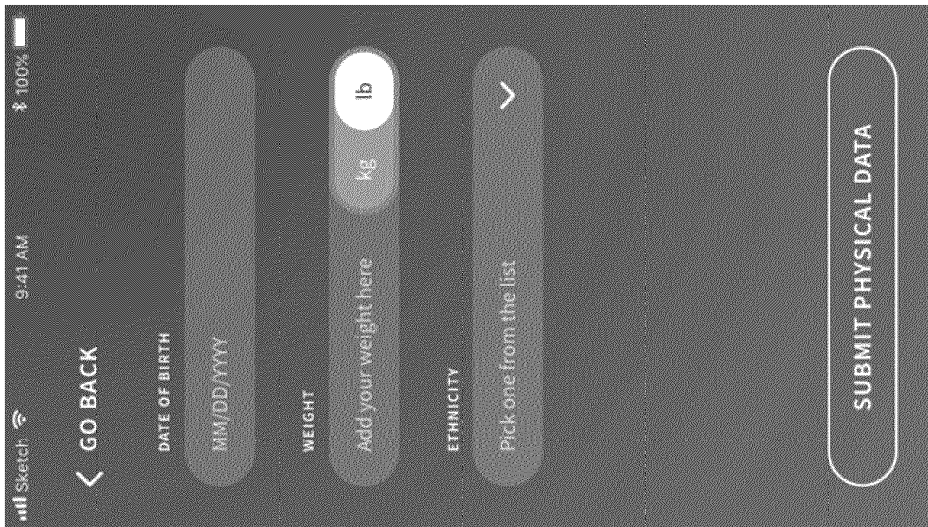 Sketch 9:41 AM 100%
GO BACK
DATE OF BIRTH
MM/DD/YYYY
WEIGHT
Add your weight here kg lb
ETHNICITY
Pick one from the list
SUBMIT PHYSICAL DATA